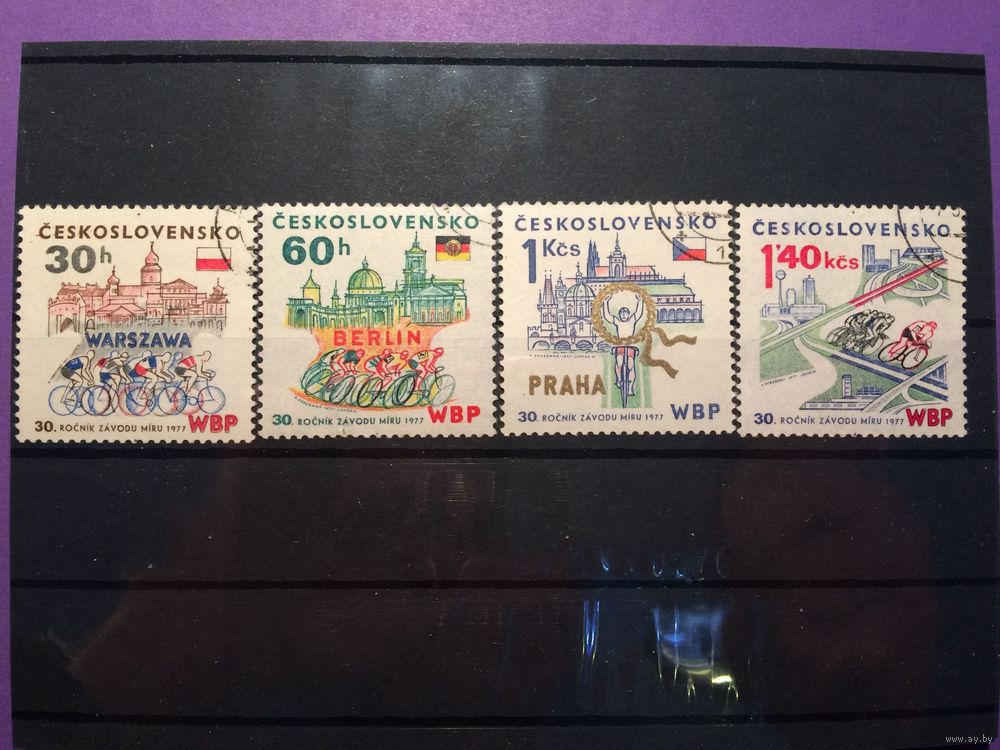 ČESKOSLOVENSKO
30h
WARSZAWA
30. ROČNÍK ZÁVODU MÍRU 1977 WBP
ČESKOSLOVENSKO
60h
BERLIN
30. ROČNÍK ZÁVODU MÍRU 1977 WBP
ČESKOSLOVENSKO
1 Kčs
PRAHA
30. ROČNÍK ZÁVODU MÍRU 1977 WBP
ČESKOSLOVENSKO
1'40 kčs
30. ROČNÍK ZÁVODU MÍRU 1977 WBP
www.ay.by